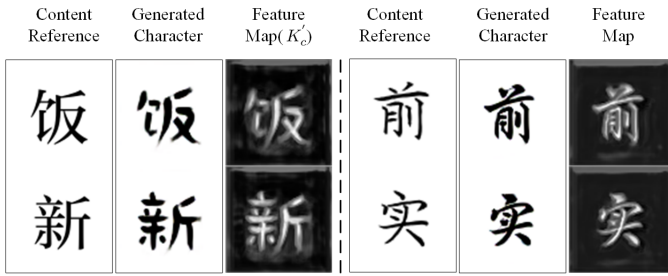 Content Reference Generated Character Feature Map( K'c) Content Reference Generated Character Feature Map
饭 饭 饭 前 前 前
新 新 新 实 实 实